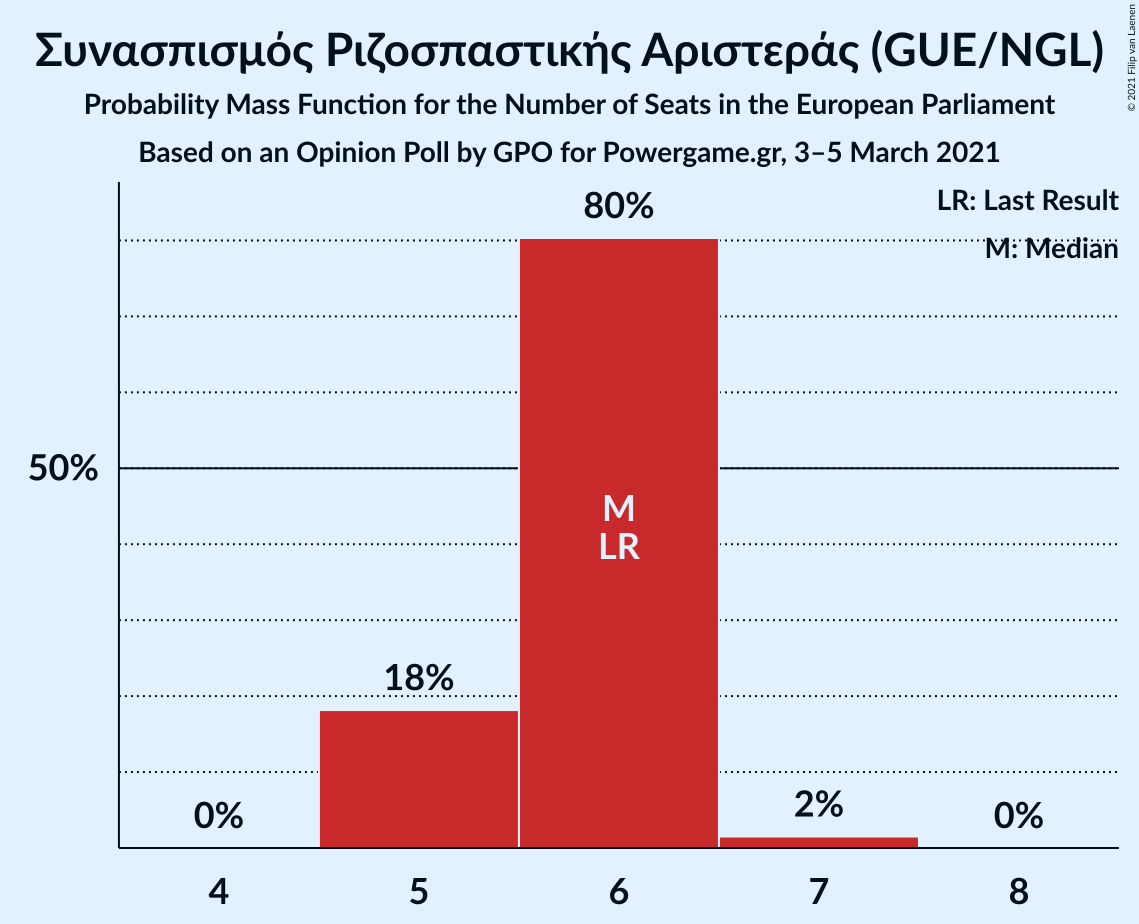 Συνασπισμός Ριζοσπαστικής Αριστεράς (GUE/NGL)
Probability Mass Function for the Number of Seats in the European Parliament
Based on an Opinion Poll by GPO for Powergame.gr, 3–5 March 2021
© 2021 Filip van Laenen
LR: Last Result
M: Median
80%
50%
M
LR
18%
0%
2%
0%
4 5 6 7 8